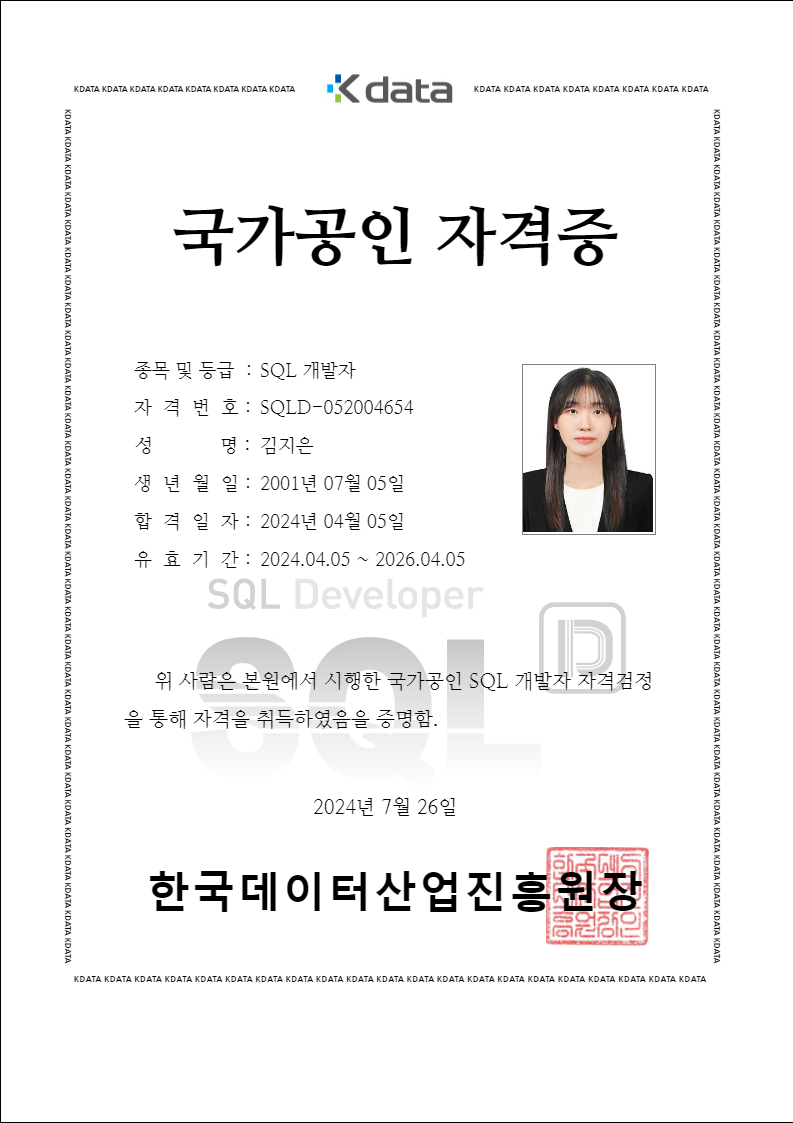 KDATA KDATA KDATA KDATA KDATA KDATA KDATA KDATA
K data
KDATA KDATA KDATA KDATA KDATA KDATA KDATA KDATA
국가공인 자격증
종목 및 등급 : SQL 개발자
자 격 번 호 : SQLD-052004654
성 명 : 김지은
생 년 월 일 : 2001년 07월 05일
합 격 일 자 : 2024년 04월 05일
유 효 기 간 : 2024.04.05 ~ 2026.04.05
SQL Developer
SQL
D
위 사람은 본원에서 시행한 국가공인 SQL 개발자 자격검정
을 통해 자격을 취득하였음을 증명함.
2024년 7월 26일
한국데이터산업진흥원장
KDATA KDATA KDATA KDATA KDATA KDATA KDATA KDATA KDATA KDATA KDATA KDATA KDATA KDATA KDATA KDATA KDATA KDATA KDATA KDATA KDATA